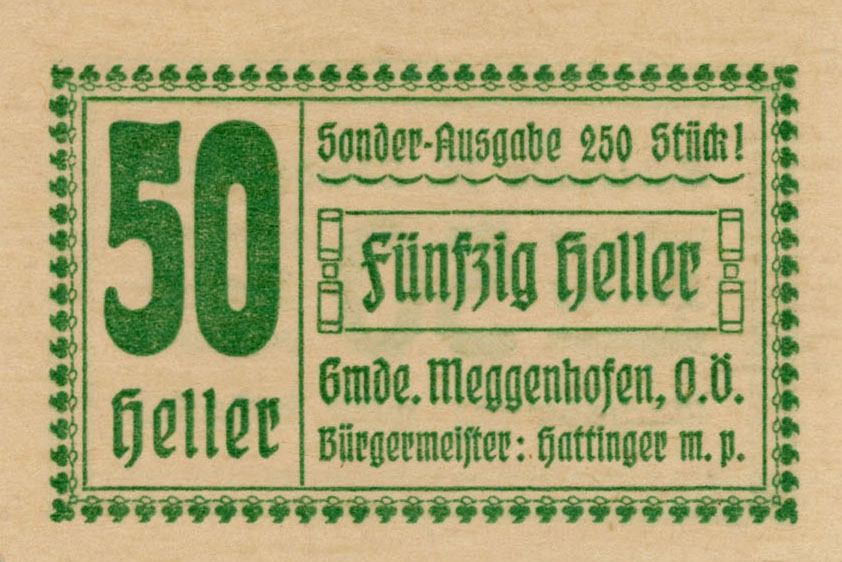 50
Heller
Sonder-Ausgabe 250 Stück!
Fünfzig Heller
Gmde. Meggenhofen, O.Ö.
Bürgermeiſter: Hattinger m. p.